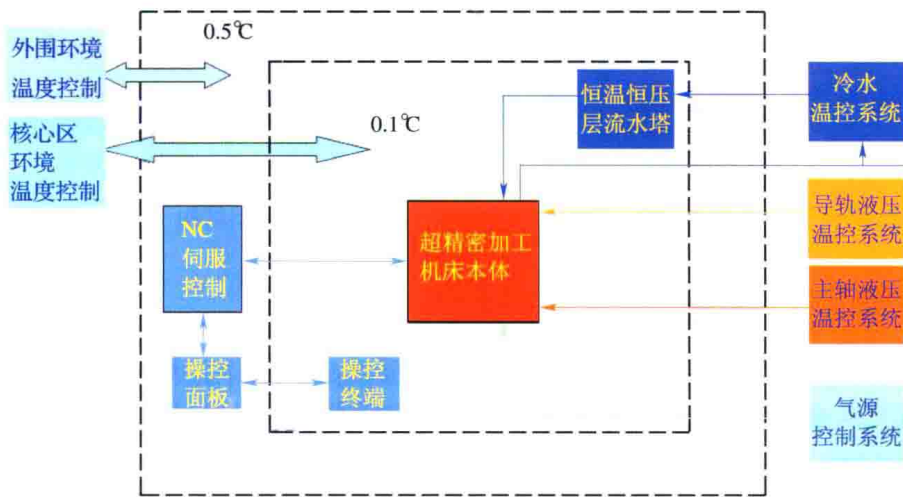 外围环境
温度控制
0.5℃
核心区
环境
温度控制
0.1℃
恒温恒压
层流水塔
冷水
温控系统
NC
伺服
控制
超精密加工
机床本体
导轨液压
温控系统
主轴液压
温控系统
操控
面板
操控
终端
气源
控制系统